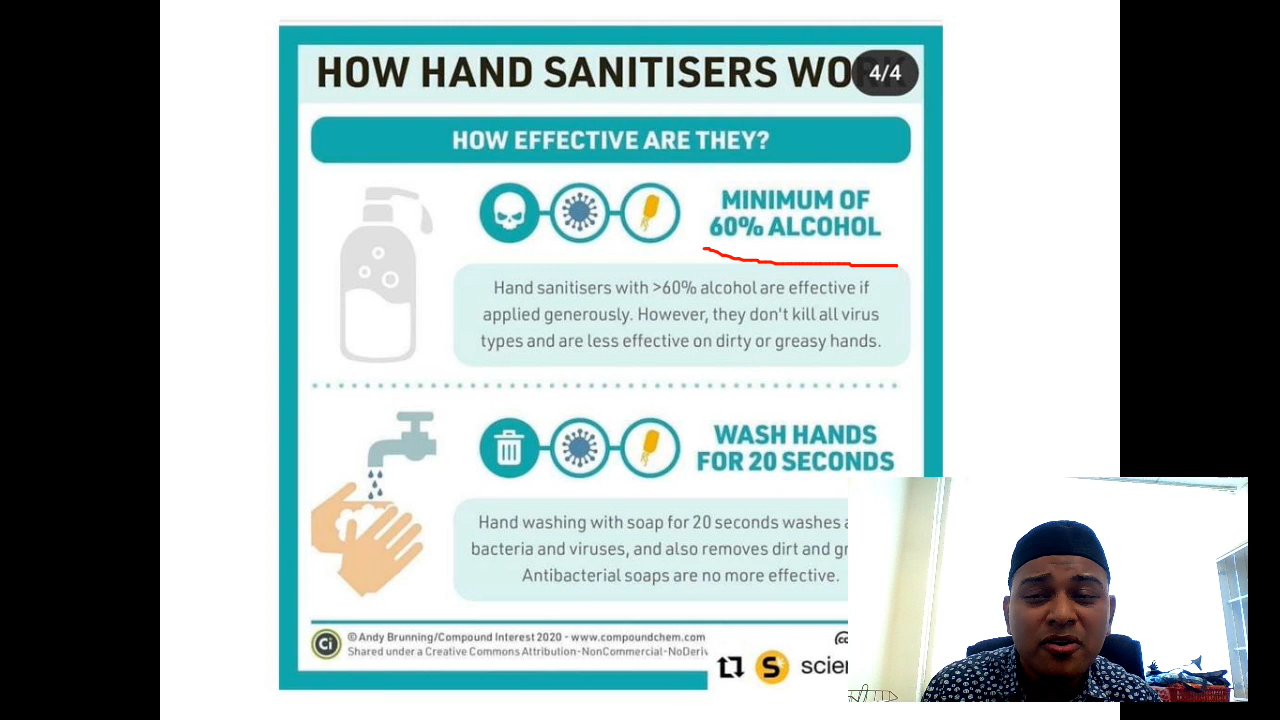 HOW HAND SANITISERS
4/4
HOW EFFECTIVE ARE THEY?
MINIMUM OF
60% ALCOHOL
Hand sanitisers with >60% alcohol are effective if
applied generously. However, they don't kill all virus
types and are less effective on dirty or greasy hands.
WASH HANDS
FOR 20 SECONDS
Hand washing with soap for 20 seconds washes
bacteria and viruses, and also removes dirt and
Antibacterial soaps are no more effective.
Ci
© Andy Brunning/Compound Interest 2020 - www.compoundchem.com
Shared under a Creative Commons Attribution-NonCommercial-NoDeriv
S